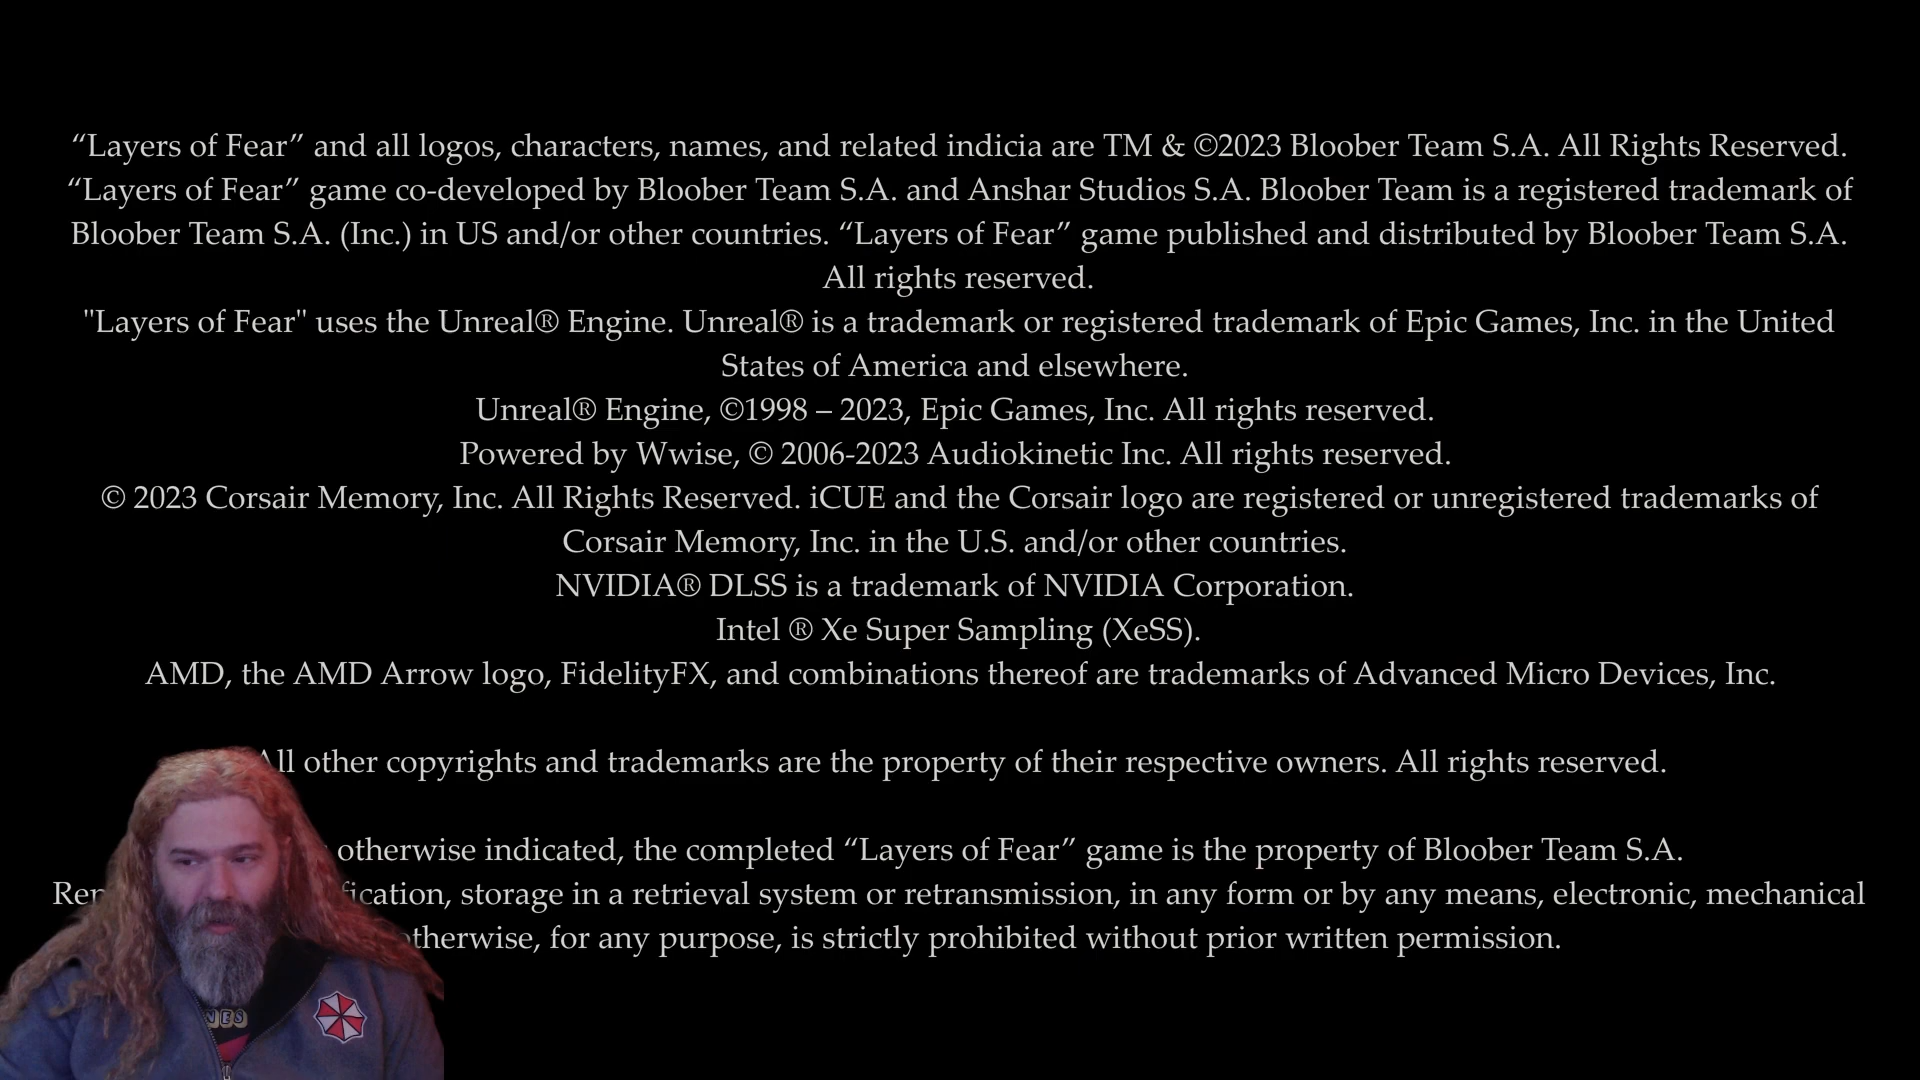 “Layers of Fear” and all logos, characters, names, and related indicia are TM & ©2023 Bloober Team S.A. All Rights Reserved.
“Layers of Fear” game co-developed by Bloober Team S.A. and Anshar Studios S.A. Bloober Team is a registered trademark of
Bloober Team S.A. (Inc.) in US and/or other countries. “Layers of Fear” game published and distributed by Bloober Team S.A.
All rights reserved.
"Layers of Fear" uses the Unreal® Engine. Unreal® is a trademark or registered trademark of Epic Games, Inc. in the United
States of America and elsewhere.
Unreal® Engine, ©1998 – 2023, Epic Games, Inc. All rights reserved.
Powered by Wwise, © 2006-2023 Audiokinetic Inc. All rights reserved.
© 2023 Corsair Memory, Inc. All Rights Reserved. iCUE and the Corsair logo are registered or unregistered trademarks of
Corsair Memory, Inc. in the U.S. and/or other countries.
NVIDIA® DLSS is a trademark of NVIDIA Corporation.
Intel ® Xe Super Sampling (XeSS).
AMD, the AMD Arrow logo, FidelityFX, and combinations thereof are trademarks of Advanced Micro Devices, Inc.
All other copyrights and trademarks are the property of their respective owners. All rights reserved.
otherwise indicated, the completed “Layers of Fear” game is the property of Bloober Team S.A.
storage in a retrieval system or retransmission, in any form or by any means, electronic, mechanical
otherwise, for any purpose, is strictly prohibited without prior written permission.